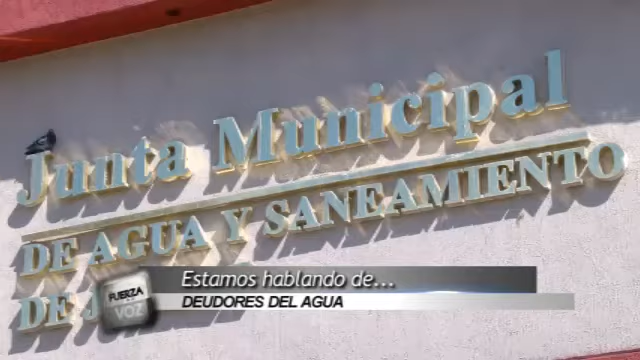 Junta Municipal
DE AGUA Y SANEAMIENTO
DE J
FUERZA
VOZ
Estamos hablando de...
DEUDORES DEL AGUA